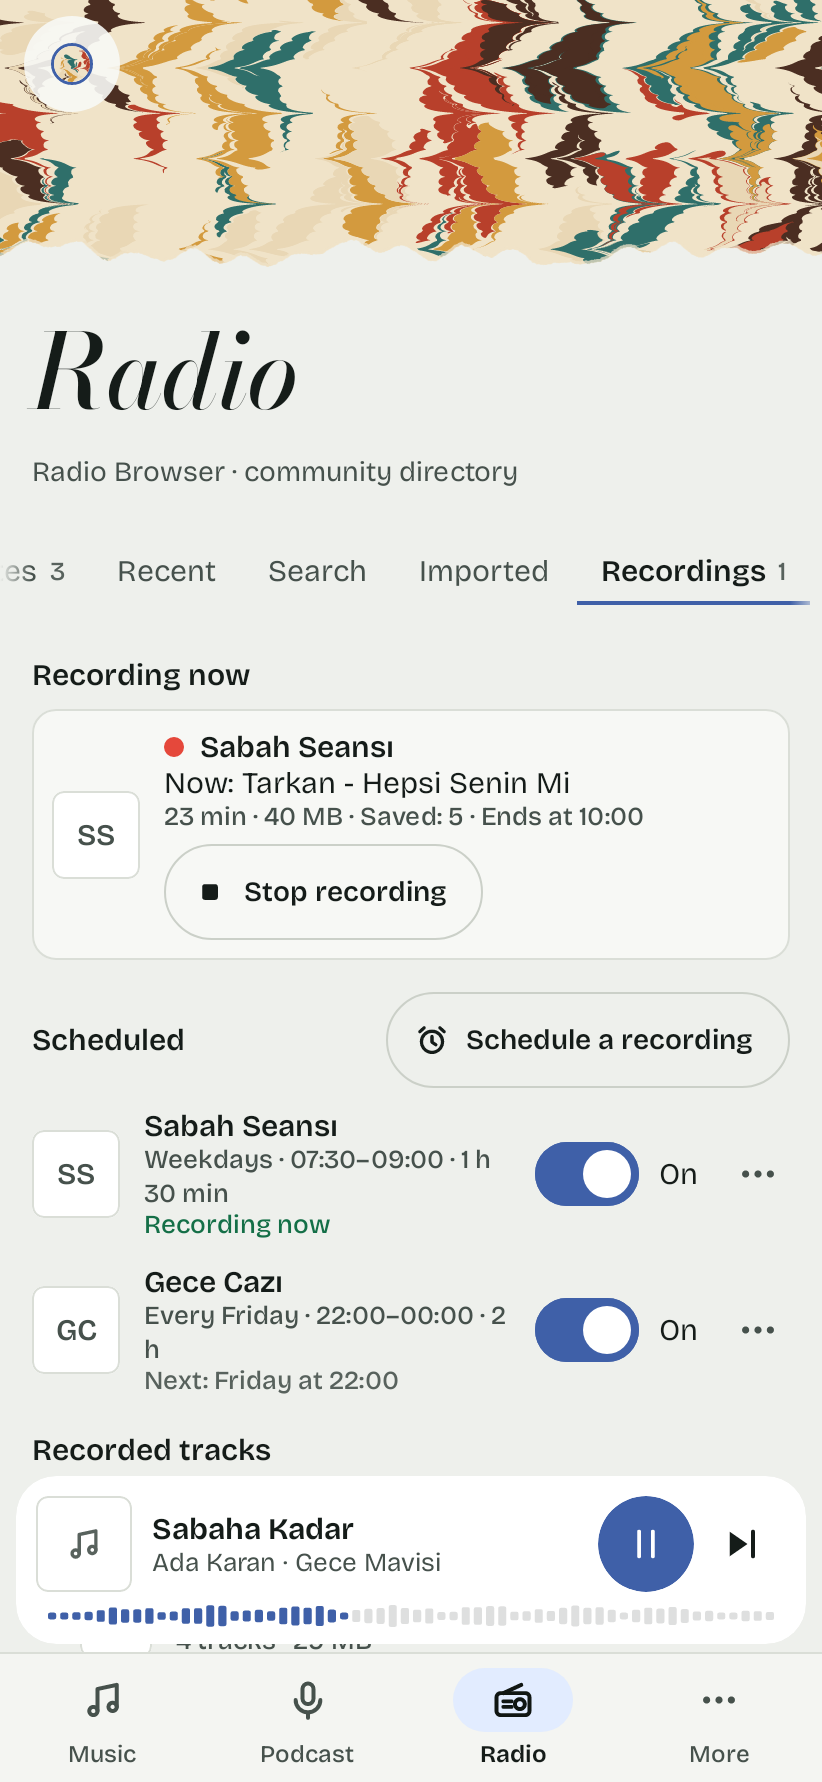 Radio
Radio Browser · community directory
es 3 Recent Search Imported Recordings 1
Recording now
SS
Sabah Seansı
Now: Tarkan - Hepsi Senin Mi
23 min · 40 MB · Saved: 5 · Ends at 10:00
Stop recording
Scheduled
Schedule a recording
SS
Sabah Seansı
Weekdays · 07:30–09:00 · 1 h
30 min
Recording now
On
GC
Gece Cazı
Every Friday · 22:00–00:00 · 2
h
Next: Friday at 22:00
On
Recorded tracks
Sabaha Kadar
Ada Karan · Gece Mavisi
4 tracks · 29 MB
Music Podcast Radio More